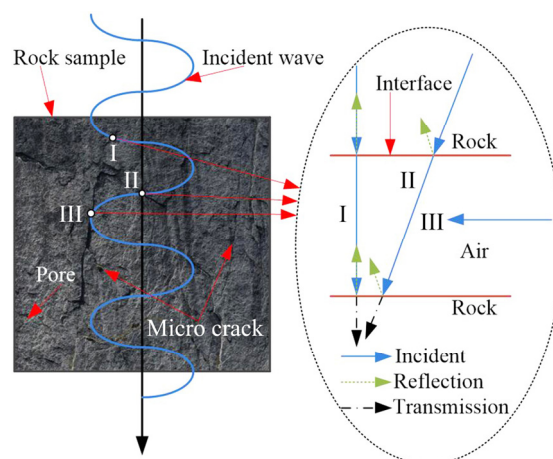 Rock sample
Incident wave
I
II
III
Pore
Micro crack
Interface
Rock
II
I
III
Air
Rock
Incident
Reflection
Transmission